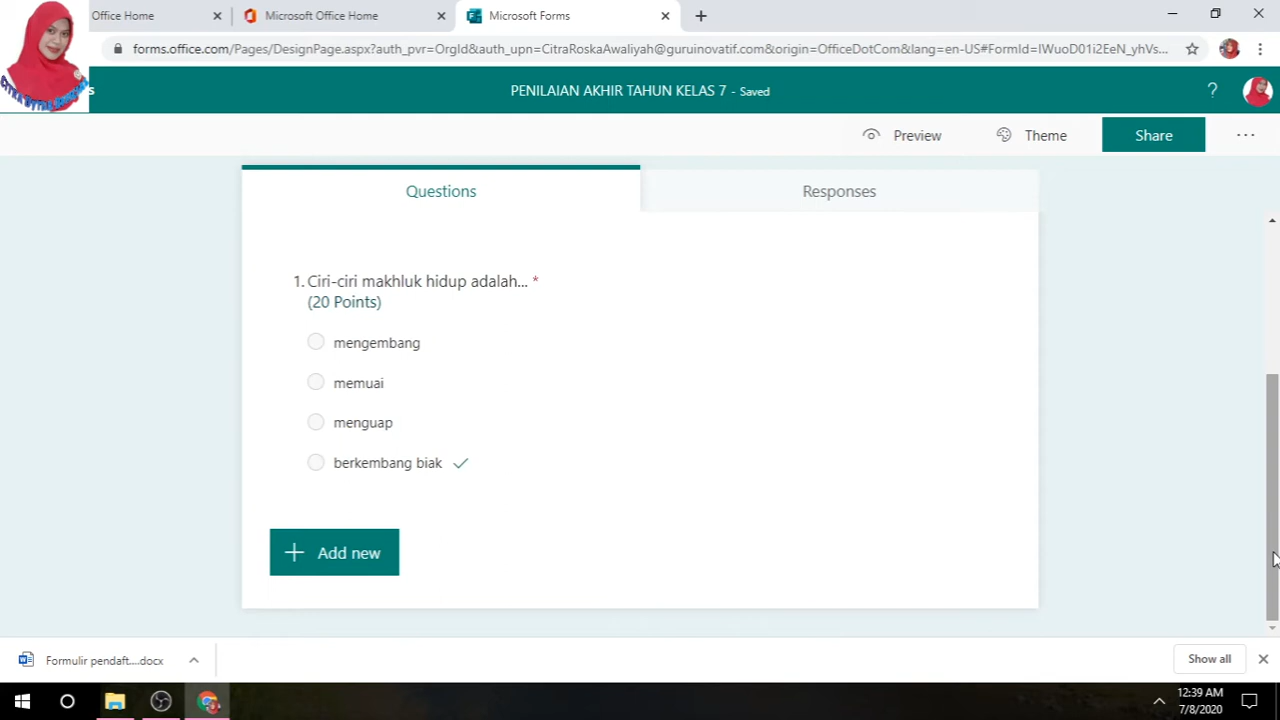 Office Home
Microsoft Office Home
Microsoft Forms
forms.office.com/Pages/DesignPage.aspx?auth_pvr=OrgId&auth_upn=CitraRoskaAwaliyah@guruinovatif.com&origin=OfficeDotCom&lang=en-US#FormId=IWuoD01i2EeN_yhVs...
PENILAIAN AKHIR TAHUN KELAS 7 - Saved
?
Preview
Theme
Share
...
Questions
Responses
1. Ciri-ciri makhluk hidup adalah... *
(20 Points)
mengembang
memuai
menguap
berkembang biak
+ Add new
Formulir pendaft....docx
Show all
12:39 AM
7/8/2020